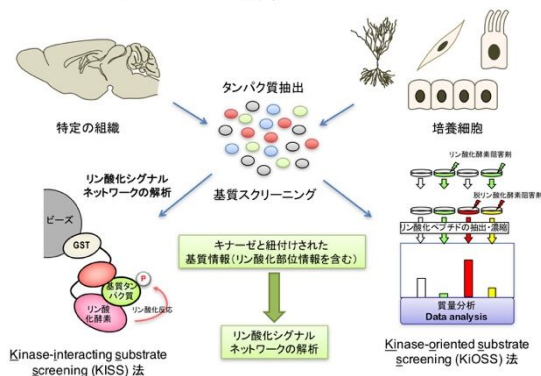 タンパク質抽出
特定の組織
培養細胞
リン酸化シグナル
ネットワークの解析
基質スクリーニング
リン酸化酵素阻害剤
脱リン酸化酵素阻害剤
リン酸化ペプチドの抽出・濃縮
ビーズ
GST
基質タン
パク質
P
リン酸
化酵素
リン酸化反応
キナーゼと紐付けされた
基質情報(リン酸化部位情報を含む)
質量分析
Data analysis
リン酸化シグナル
ネットワークの解析
Kinase-interacting substrate
screening (KISS) 法
Kinase-oriented substrate
screening (KiOSS) 法